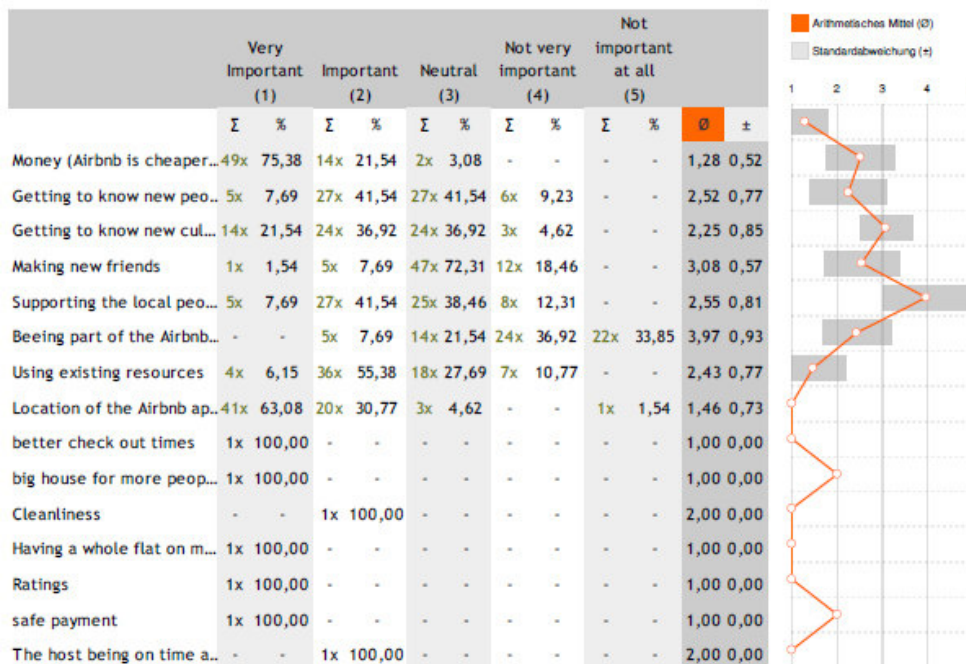 Very Important (1) Important (2) Neutral (3) Not very important (4) Not important at all (5)
Σ % Σ % Σ % Σ % Σ % Ø ±
Money (Airbnb is cheaper... 49x 75,38 14x 21,54 2x 3,08 - - - - 1,28 0,52
Getting to know new peo... 5x 7,69 27x 41,54 27x 41,54 6x 9,23 - - 2,52 0,77
Getting to know new cul... 14x 21,54 24x 36,92 24x 36,92 3x 4,62 - - 2,25 0,85
Making new friends 1x 1,54 5x 7,69 47x 72,31 12x 18,46 - - 3,08 0,57
Supporting the local peo... 5x 7,69 27x 41,54 25x 38,46 8x 12,31 - - 2,55 0,81
Beeing part of the Airbnb... - - 5x 7,69 14x 21,54 24x 36,92 22x 33,85 3,97 0,93
Using existing resources 4x 6,15 36x 55,38 18x 27,69 7x 10,77 - - 2,43 0,77
Location of the Airbnb ap... 41x 63,08 20x 30,77 3x 4,62 - - 1x 1,54 1,46 0,73
better check out times 1x 100,00 - - - - - - - - 1,00 0,00
big house for more peop... 1x 100,00 - - - - - - - - 1,00 0,00
Cleanliness - - 1x 100,00 - - - - - - 2,00 0,00
Having a whole flat on m... 1x 100,00 - - - - - - - - 1,00 0,00
Ratings 1x 100,00 - - - - - - - - 1,00 0,00
safe payment 1x 100,00 - - - - - - - - 1,00 0,00
The host being on time a... - - 1x 100,00 - - - - - - 2,00 0,00
Arithmetisches Mittel (Ø)
Standardabweichung (±)
1 2 3 4